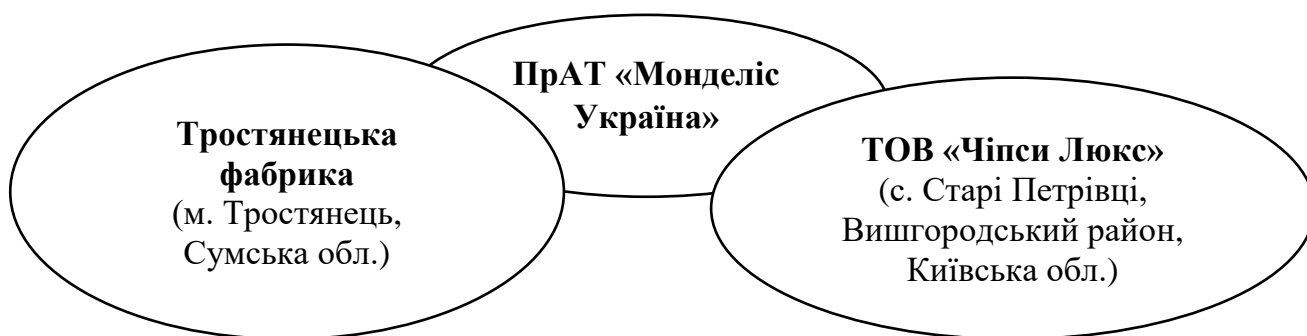 ПрАТ «Монделіс
Україна»
Тростянецька
фабрика
(м. Тростянець,
Сумська обл.)
ТОВ «Чіпси Люкс»
(с. Старі Петрівці,
Вишгородський район,
Київська обл.)